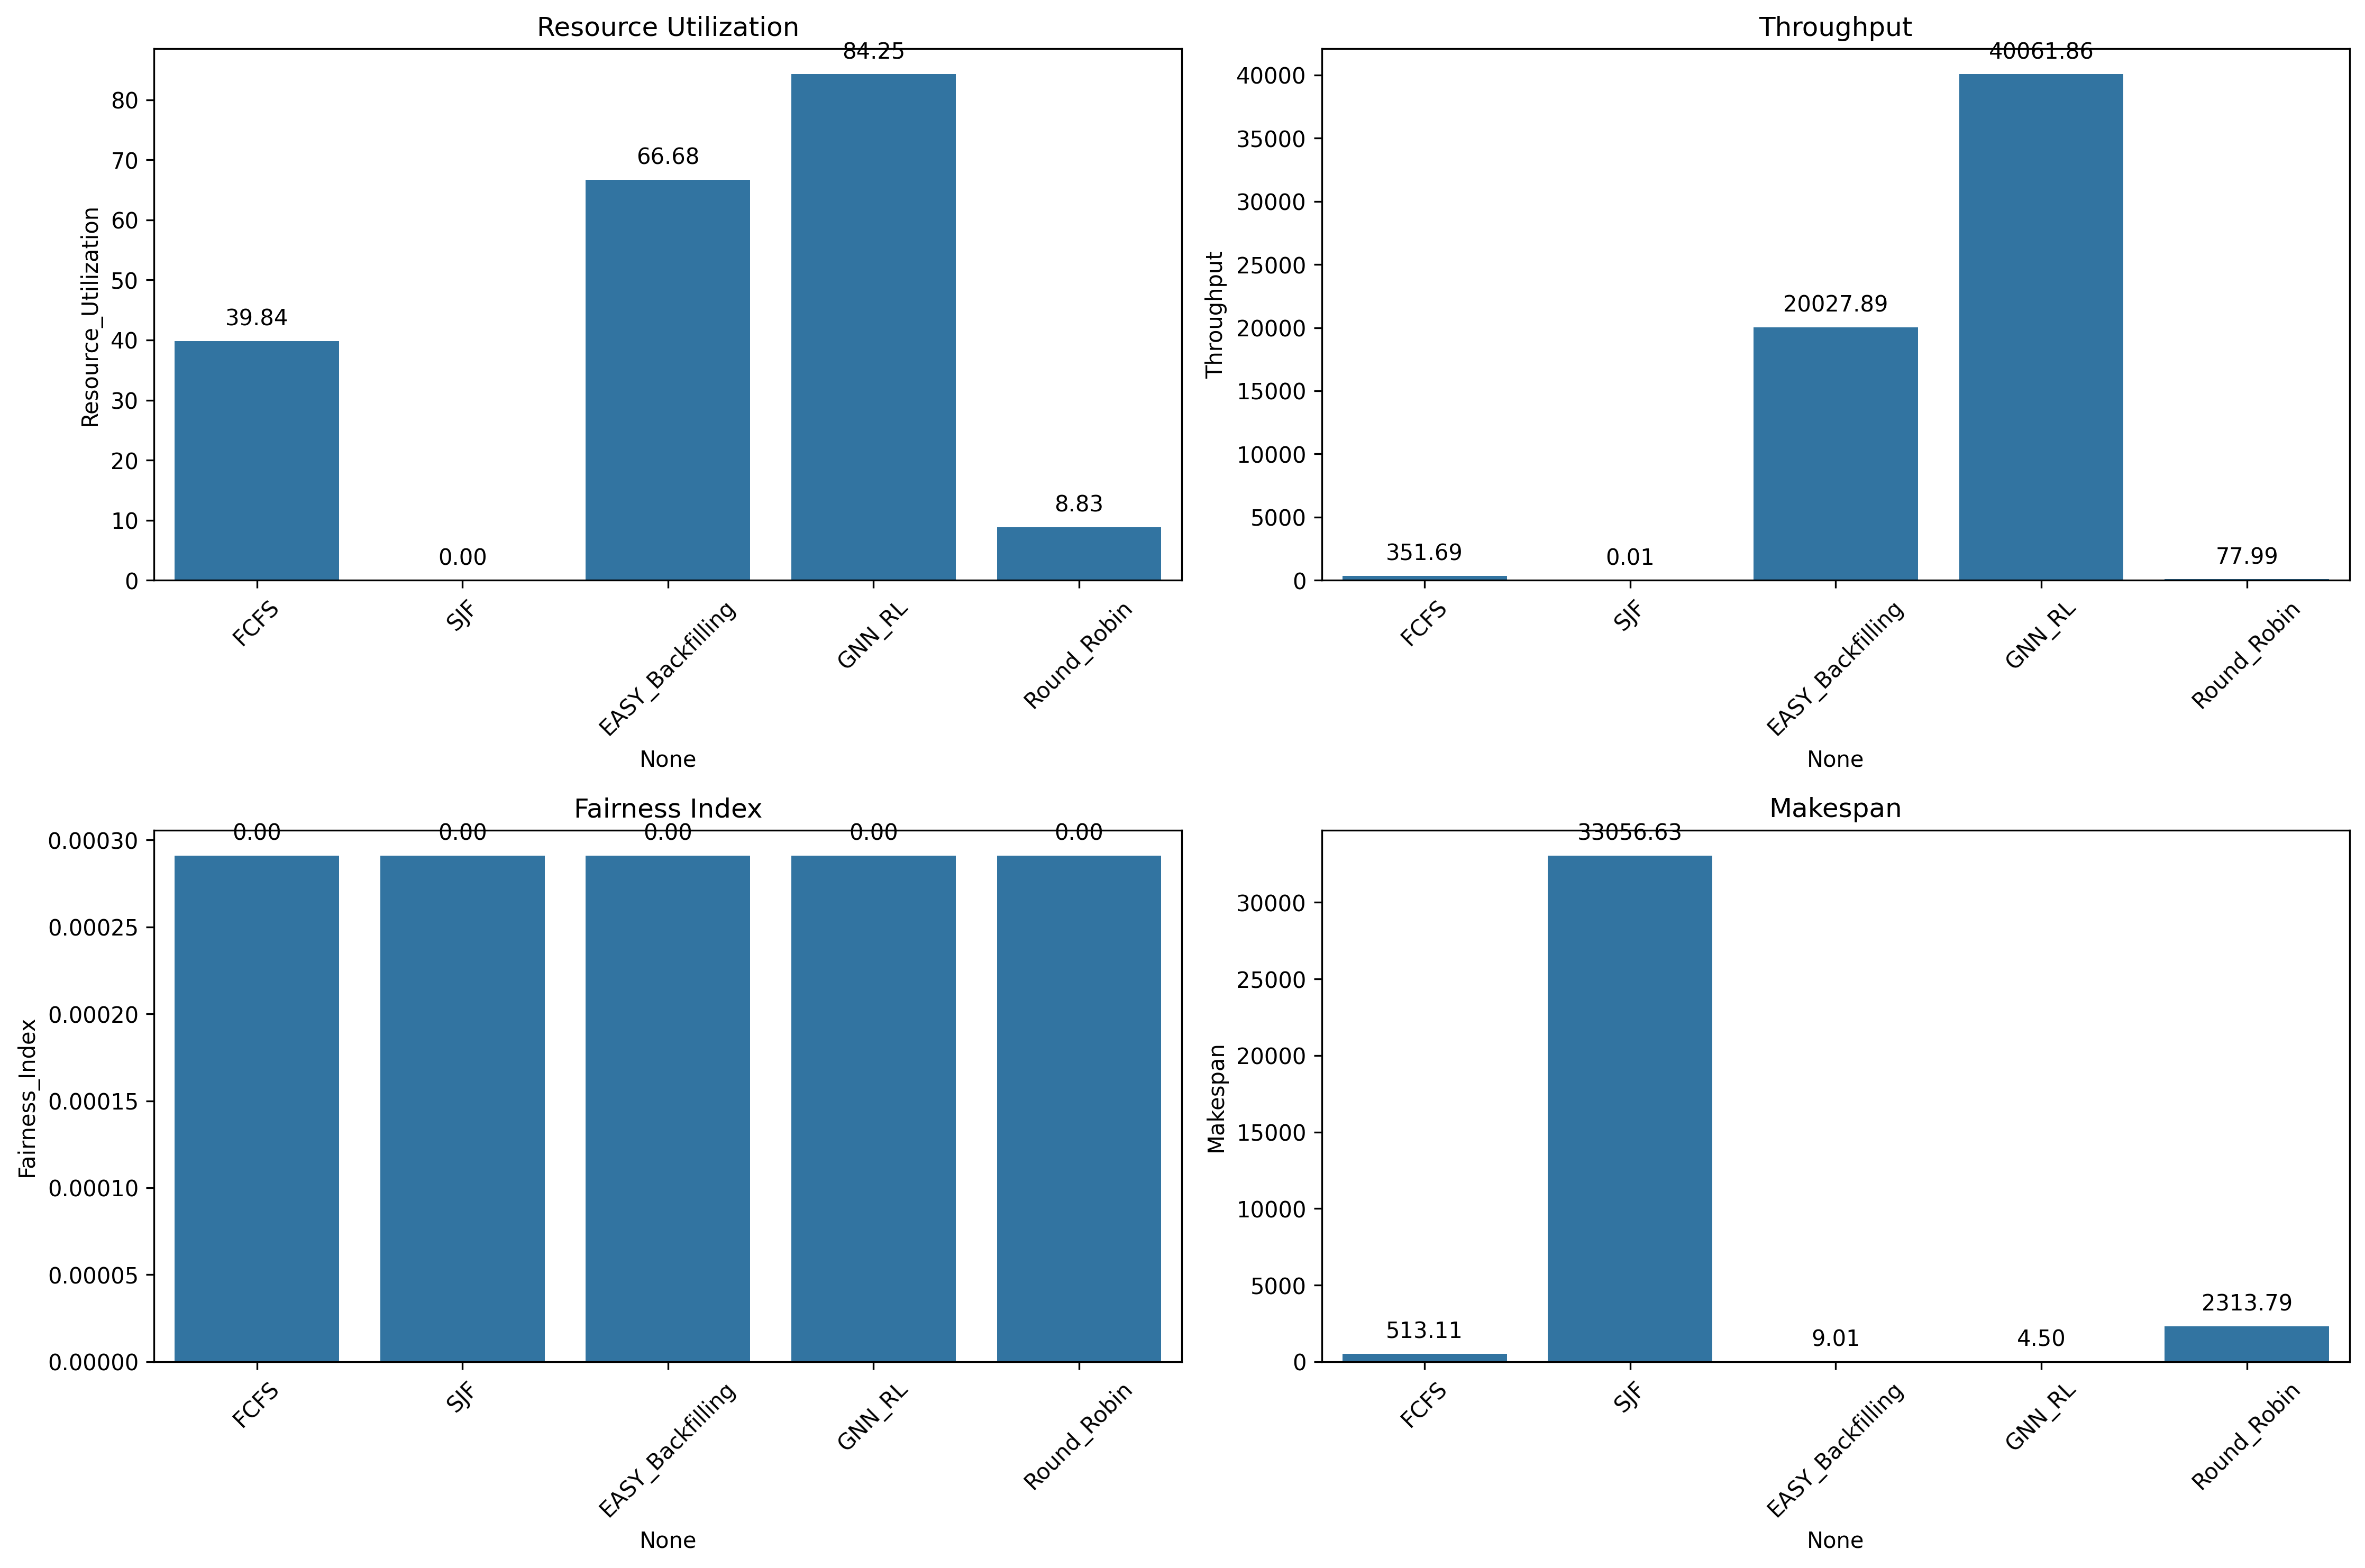 Resource Utilization
84.25
66.68
39.84
8.83
0.00
80
70
60
50
40
30
20
10
0
Resource_Utilization
FCFS
SJF
EASY_Backfilling
GNN_RL
Round_Robin
None
Throughput
40061.86
20027.89
351.69
0.01
77.99
40000
35000
30000
25000
20000
15000
10000
5000
0
Throughput
FCFS
SJF
EASY_Backfilling
GNN_RL
Round_Robin
None
Fairness Index
0.00
0.00
0.00
0.00
0.00
0.00030
0.00025
0.00020
0.00015
0.00010
0.00005
0.00000
Fairness_Index
FCFS
SJF
EASY_Backfilling
GNN_RL
Round_Robin
None
Makespan
33056.63
513.11
9.01
4.50
2313.79
30000
25000
20000
15000
10000
5000
0
Makespan
FCFS
SJF
EASY_Backfilling
GNN_RL
Round_Robin
None